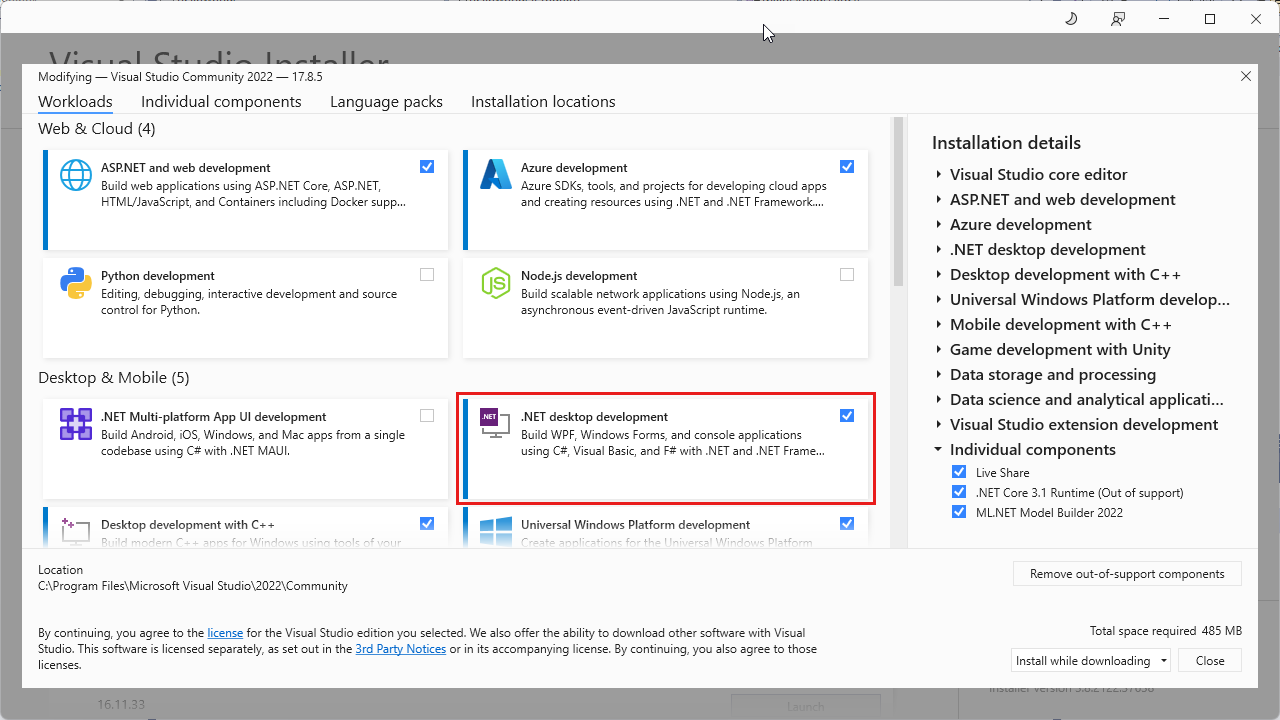 Visual Studio Installer
Modifying — Visual Studio Community 2022 — 17.8.5
Workloads
Individual components
Language packs
Installation locations
Web & Cloud (4)
ASP.NET and web development
Build web applications using ASP.NET Core, ASP.NET,
HTML/JavaScript, and Containers including Docker supp...
Azure development
Azure SDKs, tools, and projects for developing cloud apps
and creating resources using .NET and .NET Framework....
Python development
Editing, debugging, interactive development and source
control for Python.
Node.js development
Build scalable network applications using Node.js, an
asynchronous event-driven JavaScript runtime.
Desktop & Mobile (5)
.NET Multi-platform App UI development
Build Android, iOS, Windows, and Mac apps from a single
codebase using C# with .NET MAUI.
.NET
.NET desktop development
Build WPF, Windows Forms, and console applications
using C#, Visual Basic, and F# with .NET and .NET Frame...
Desktop development with C++
Build modern C++ apps for Windows using tools of your
Universal Windows Platform development
Create applications for the Universal Windows Platform
Installation details
Visual Studio core editor
ASP.NET and web development
Azure development
.NET desktop development
Desktop development with C++
Universal Windows Platform develop...
Mobile development with C++
Game development with Unity
Data storage and processing
Data science and analytical applicati...
Visual Studio extension development
Individual components
Live Share
.NET Core 3.1 Runtime (Out of support)
ML.NET Model Builder 2022
Location
C:\Program Files\Microsoft Visual Studio\2022\Community
Remove out-of-support components
By continuing, you agree to the license for the Visual Studio edition you selected. We also offer the ability to download other software with Visual
Studio. This software is licensed separately, as set out in the 3rd Party Notices or in its accompanying license. By continuing, you also agree to those
licenses.
Total space required 485 MB
Install while downloading
Close
16.11.33
Launch